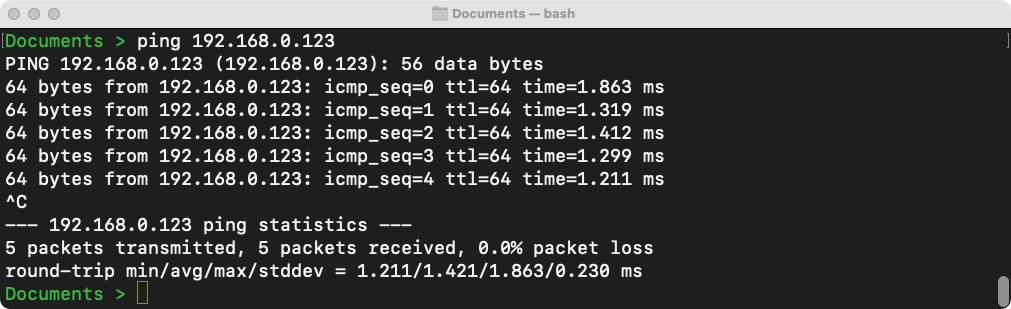 Documents — bash
Documents > ping 192.168.0.123
PING 192.168.0.123 (192.168.0.123): 56 data bytes
64 bytes from 192.168.0.123: icmp_seq=0 ttl=64 time=1.863 ms
64 bytes from 192.168.0.123: icmp_seq=1 ttl=64 time=1.319 ms
64 bytes from 192.168.0.123: icmp_seq=2 ttl=64 time=1.412 ms
64 bytes from 192.168.0.123: icmp_seq=3 ttl=64 time=1.299 ms
64 bytes from 192.168.0.123: icmp_seq=4 ttl=64 time=1.211 ms
^C
--- 192.168.0.123 ping statistics ---
5 packets transmitted, 5 packets received, 0.0% packet loss
round-trip min/avg/max/stddev = 1.211/1.421/1.863/0.230 ms
Documents >